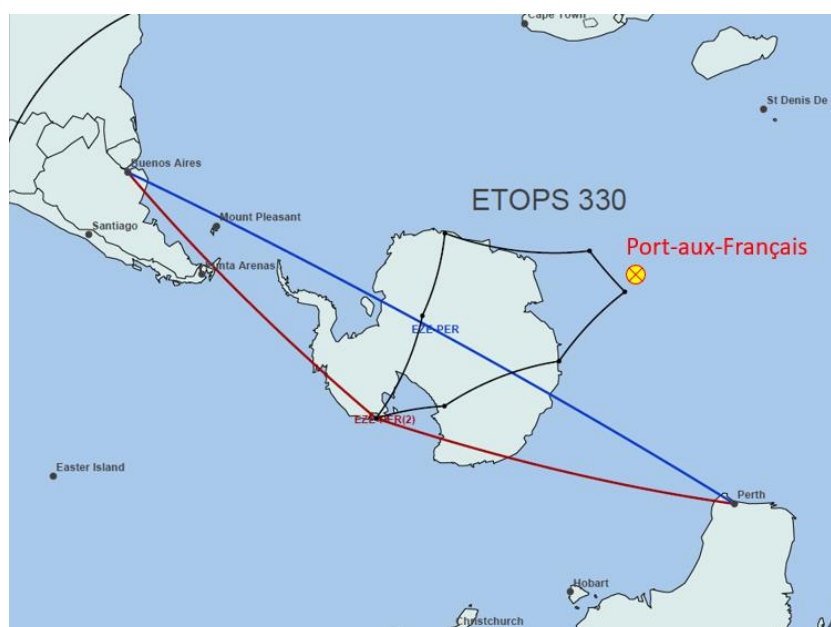 Cape Town
St Denis De
Buenos Aires
ETOPS 330
Mount Pleasant
Santiago
Port-aux-Français
Punta Arenas
EZE-PER
EZE-PER(2)
Easter Island
Perth
Hobart
Christchurch